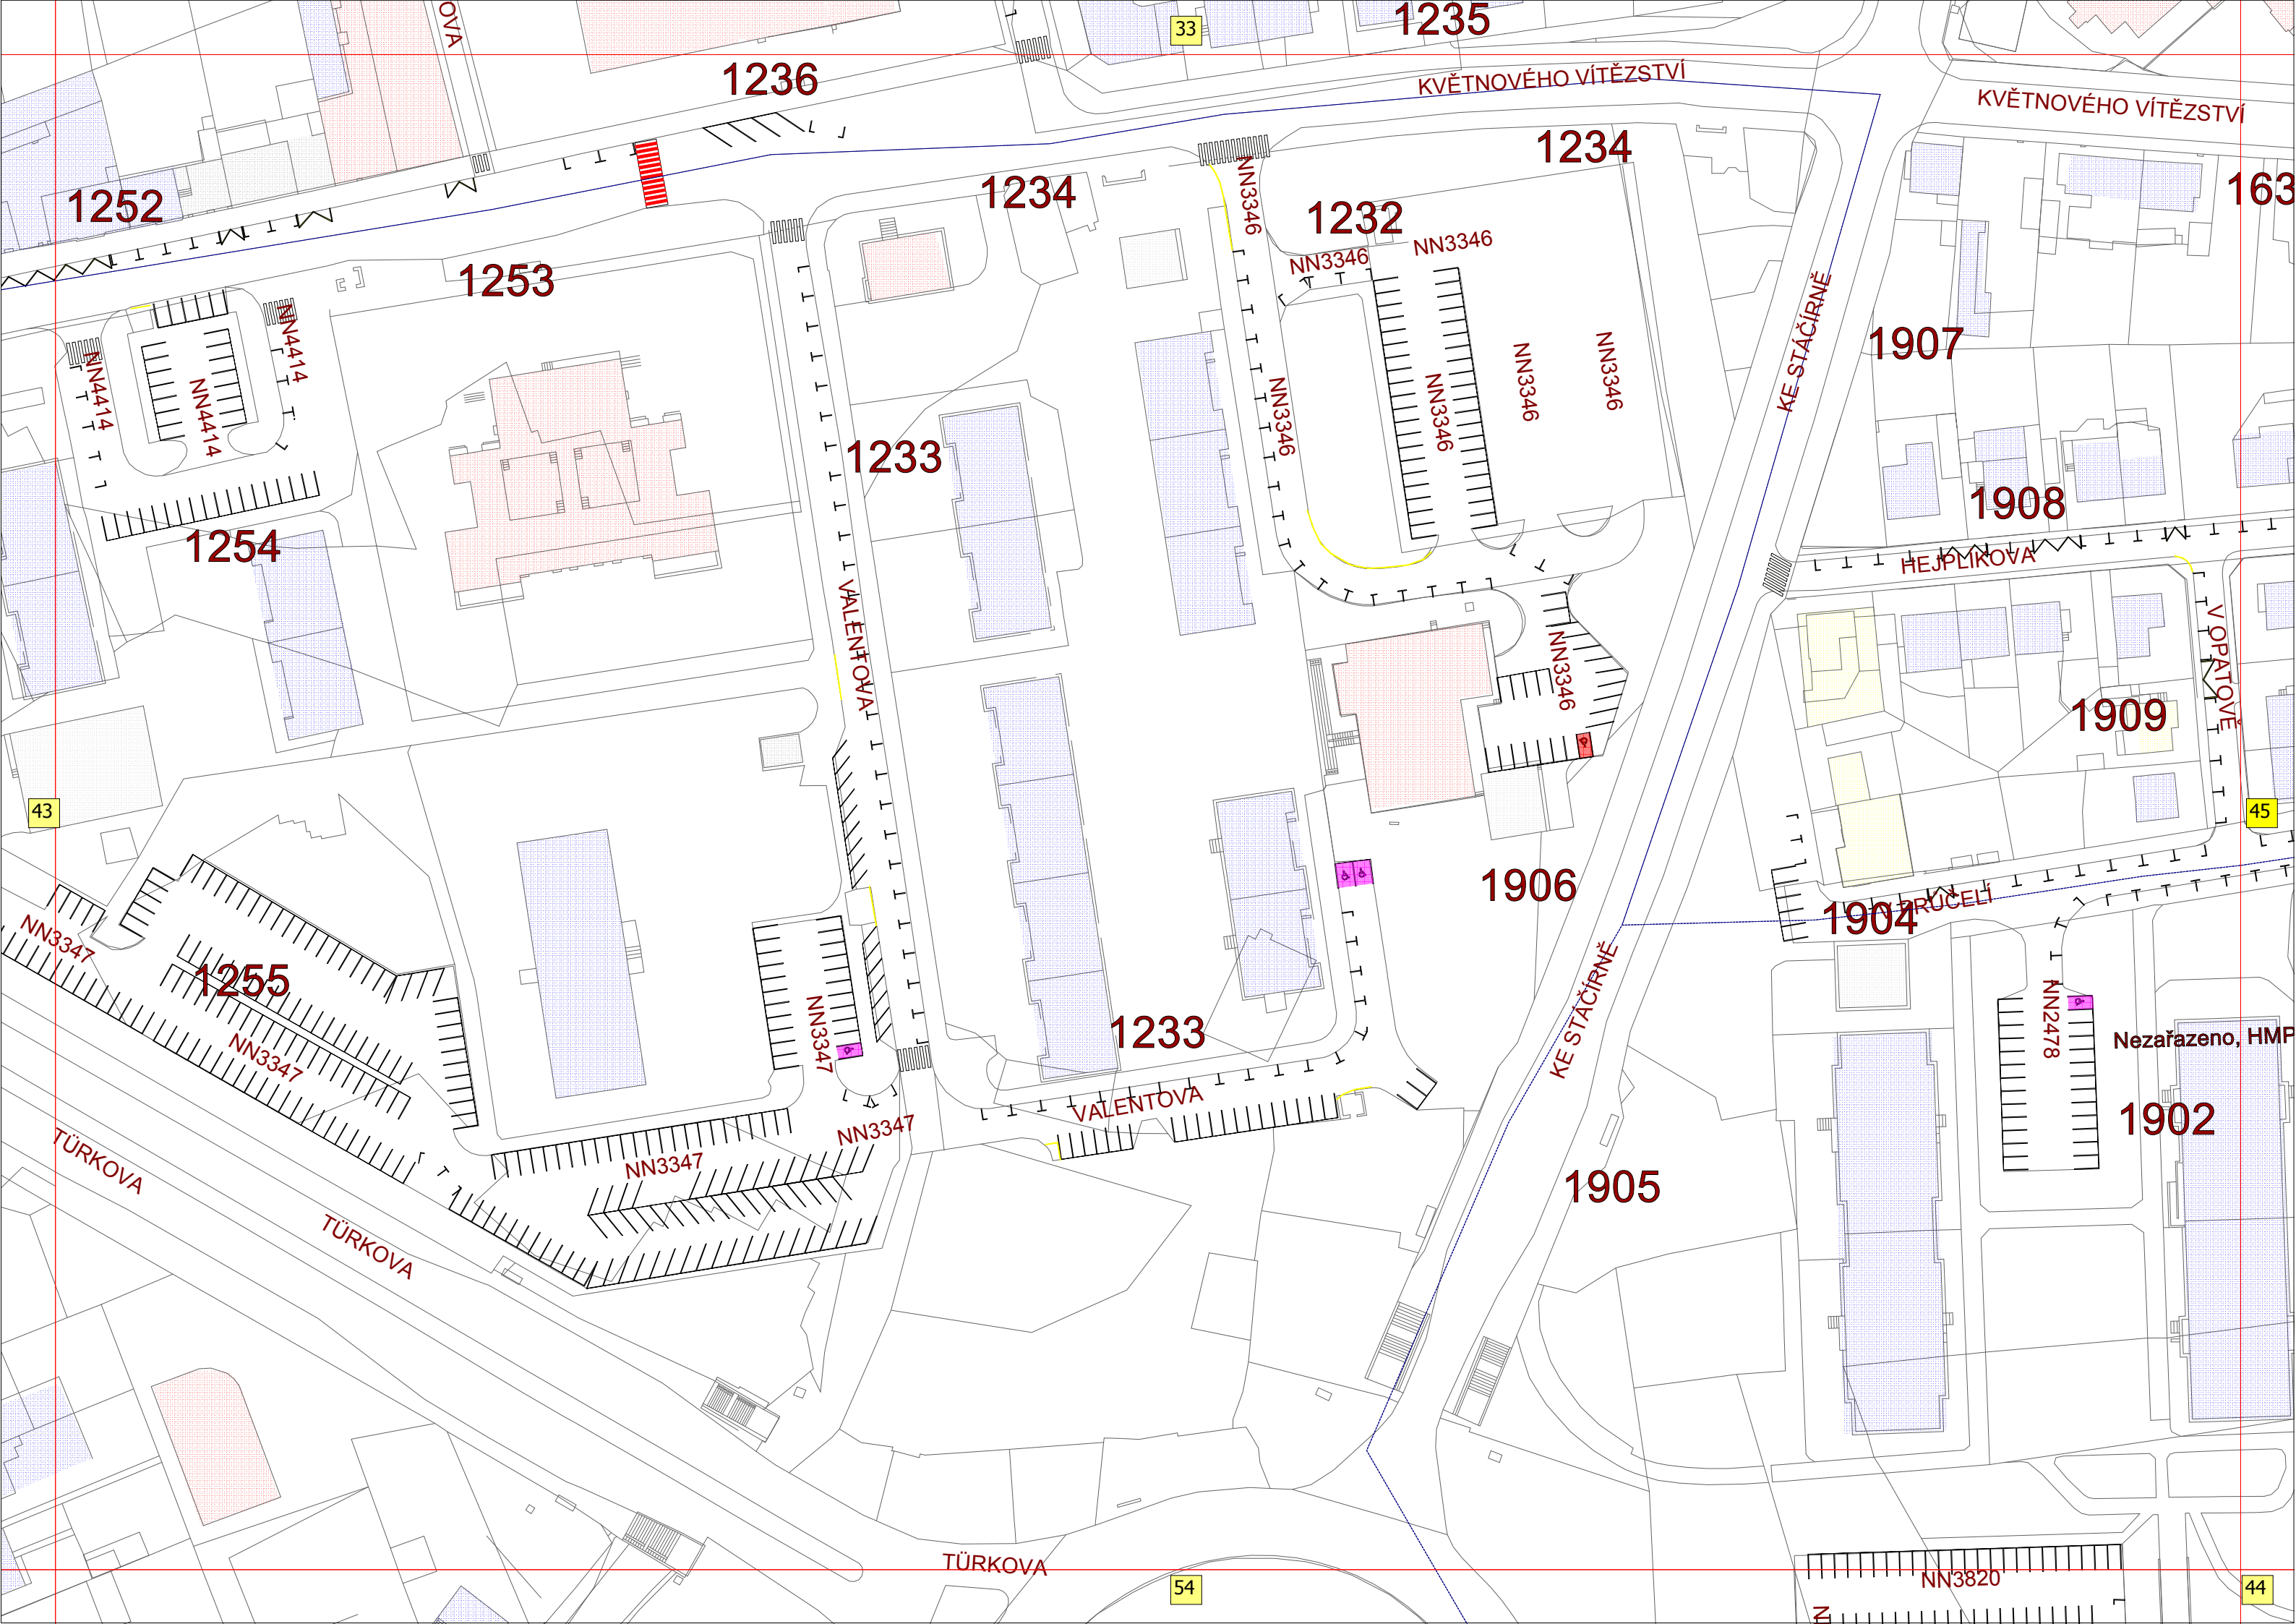 OVA
33
1235
1236
KVĚTNOVÉHO VÍTĚZSTVÍ
KVĚTNOVÉHO VÍTĚZSTVÍ
1234
1252
1234
NN3346
1232
163
NN3346
NN3346
1253
KE STÁČÍRNĚ
NN4414
NN4414
NN4414
1907
NN3346
NN3346
NN3346
NN3346
1233
1254
1908
HEJPLÍKOVA
VALENTOVA
NN3346
V OPATOVĚ
1909
43
45
1906
1904
PRŮČELÍ
NN3347
1255
KE STÁČÍRNĚ
NN3347
NN3347
1233
NN2478
Nezařazeno, HMP
VALENTOVA
NN3347
1902
TÜRKOVA
NN3347
1905
TÜRKOVA
TÜRKOVA
54
NN3820
44
N